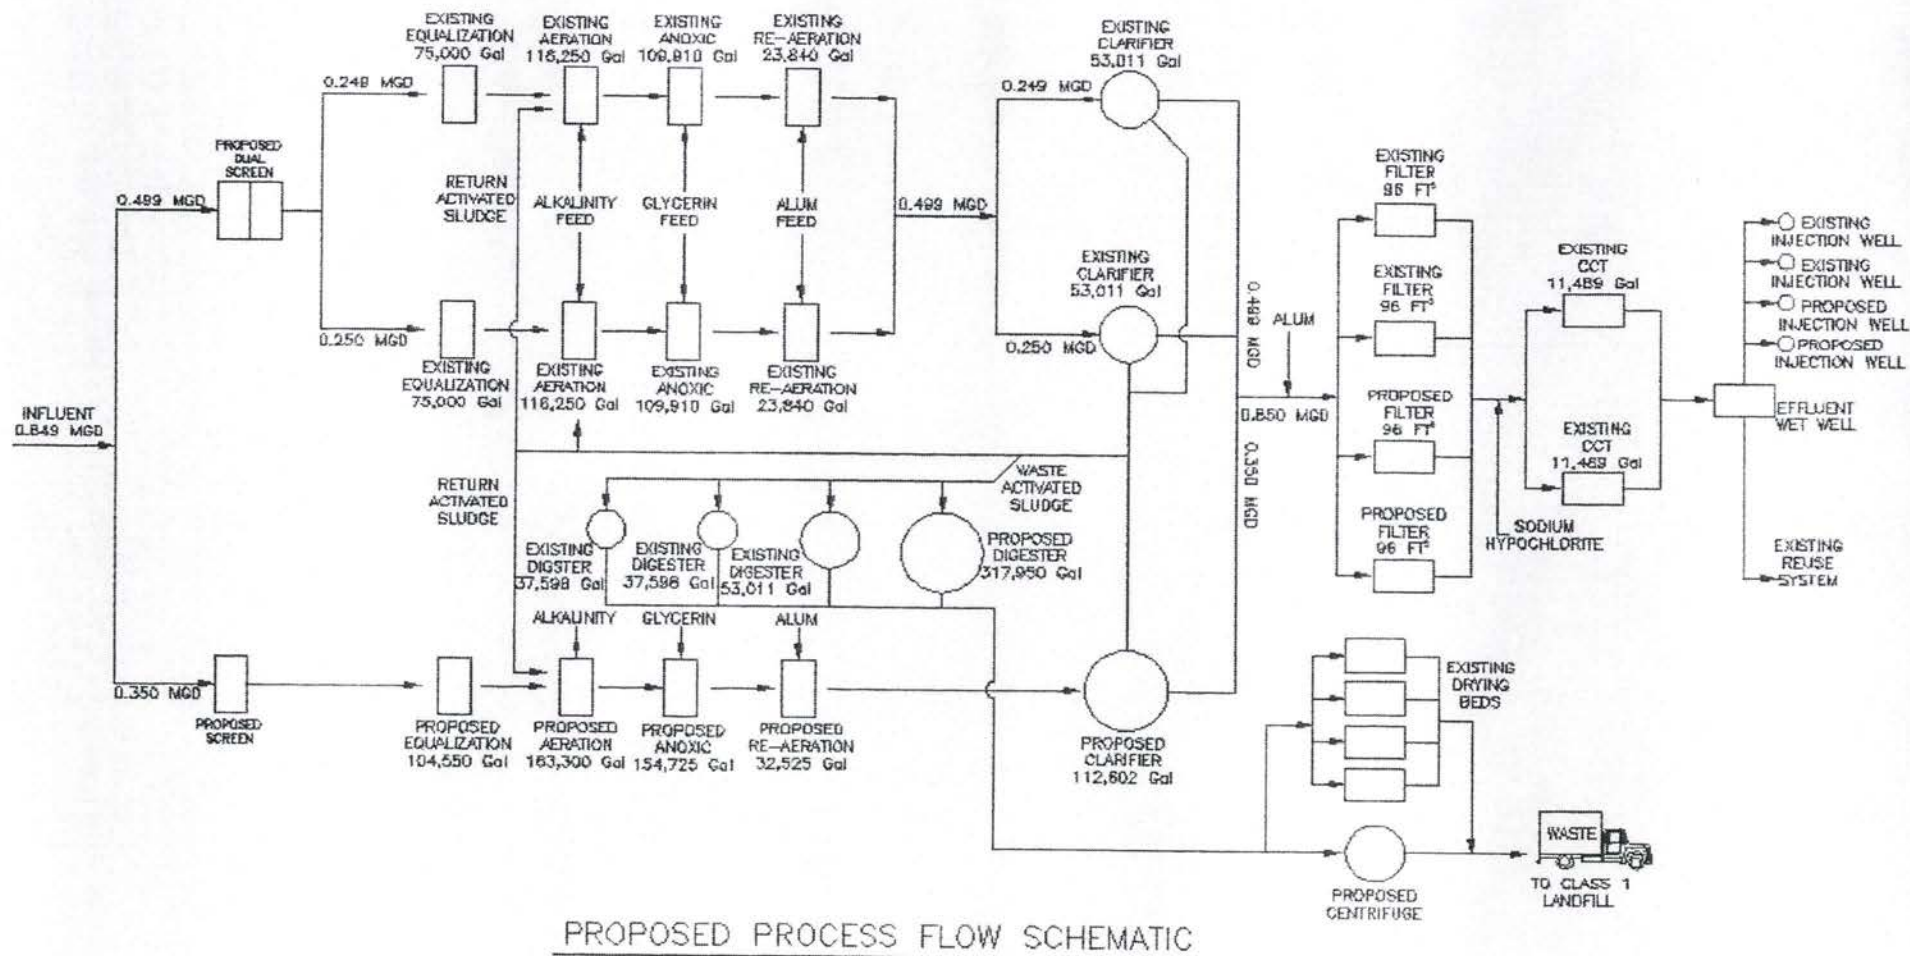 EXISTING
EQUALIZATION
75,000 Gal
EXISTING
AERATION
116,250 Gal
EXISTING
ANOXIC
109,910 Gal
EXISTING
RE-AERATION
23,840 Gal
EXISTING
CLARIFIER
53,011 Gal
0.249 MGD
0.249 MGD
PROPOSED
DUAL
SCREEN
0.499 MGD
RETURN
ACTIVATED
SLUDGE
ALKALINITY
FEED
GLYCERIN
FEED
ALUM
FEED
0.499 MGD
EXISTING
CLARIFIER
53,011 Gal
0.250 MGD
0.250 MGD
EXISTING
EQUALIZATION
75,000 Gal
EXISTING
AERATION
116,250 Gal
EXISTING
ANOXIC
109,910 Gal
EXISTING
RE-AERATION
23,840 Gal
INFLUENT
0.849 MGD
0.499 MGD
ALUM
0.850 MGD
0.350 MGD
EXISTING
FILTER
96 FT²
EXISTING
FILTER
96 FT²
PROPOSED
FILTER
96 FT²
PROPOSED
FILTER
96 FT²
EXISTING
CCT
11,489 Gal
EXISTING
CCT
11,489 Gal
SODIUM
HYPOCHLORITE
EXISTING
INJECTION WELL
EXISTING
INJECTION WELL
PROPOSED
INJECTION WELL
PROPOSED
INJECTION WELL
EFFLUENT
WET WELL
EXISTING
REUSE
SYSTEM
RETURN
ACTIVATED
SLUDGE
WASTE
ACTIVATED
SLUDGE
EXISTING
DIGSTER
37,598 Gal
EXISTING
DIGESTER
37,598 Gal
EXISTING
DIGESTER
53,011 Gal
PROPOSED
DIGESTER
317,950 Gal
ALKALINITY
GLYCERIN
ALUM
0.350 MGD
PROPOSED
SCREEN
PROPOSED
EQUALIZATION
104,550 Gal
PROPOSED
AERATION
163,300 Gal
PROPOSED
ANOXIC
154,725 Gal
PROPOSED
RE-AERATION
32,525 Gal
PROPOSED
CLARIFIER
112,602 Gal
EXISTING
DRYING
BEDS
PROPOSED
CENTRIFUGE
WASTE
TO CLASS 1
LANDFILL
PROPOSED PROCESS FLOW SCHEMATIC